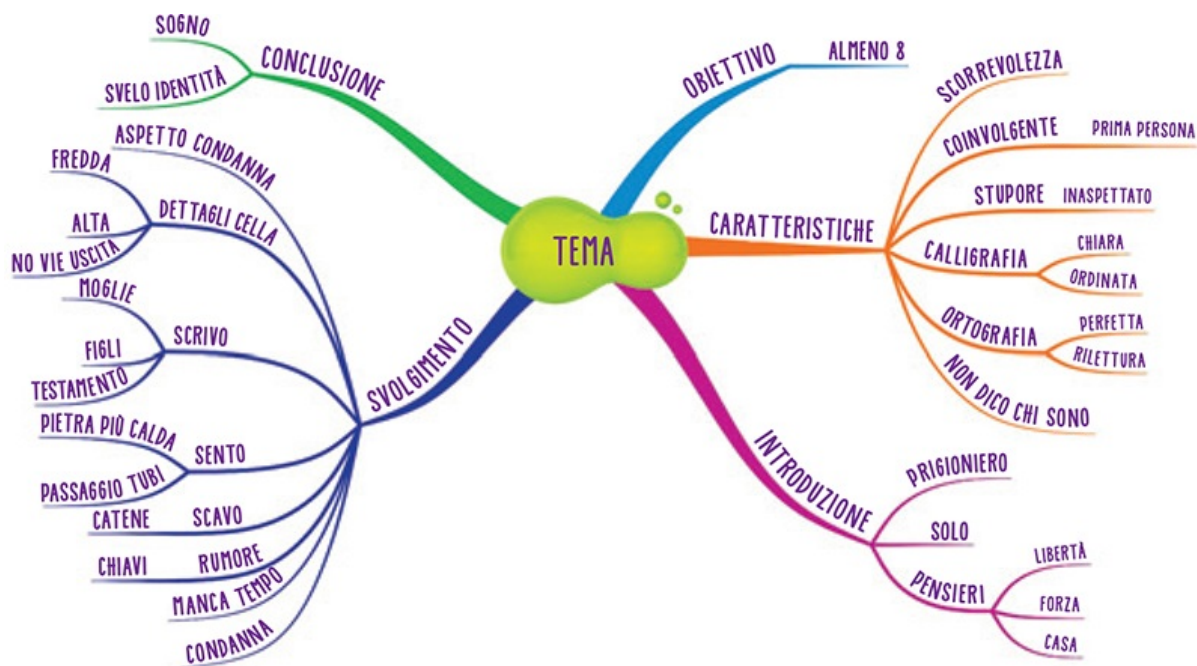 TEMA
OBIETTIVO
ALMENO 8
CARATTERISTICHE
SCORREVOLEZZA
COINVOLGENTE
PRIMA PERSONA
STUPORE
INASPETTATO
CALLIGRAFIA
CHIARA
ORDINATA
ORTOGRAFIA
PERFETTA
RILETTURA
NON DICO CHI SONO
INTRODUZIONE
PRIGIONIERO
SOLO
PENSIERI
LIBERTÀ
FORZA
CASA
SVOLGIMENTO
ASPETTO CONDANNA
DETTAGLI CELLA
FREDDA
ALTA
NO VIE USCITA
SCRIVO
MOGLIE
FIGLI
TESTAMENTO
SENTO
PIETRA PIÙ CALDA
PASSAGGIO TUBI
SCAVO
CATENE
RUMORE
CHIAVI
MANCA TEMPO
CONDANNA
CONCLUSIONE
SOGNO
SVELO IDENTITÀ